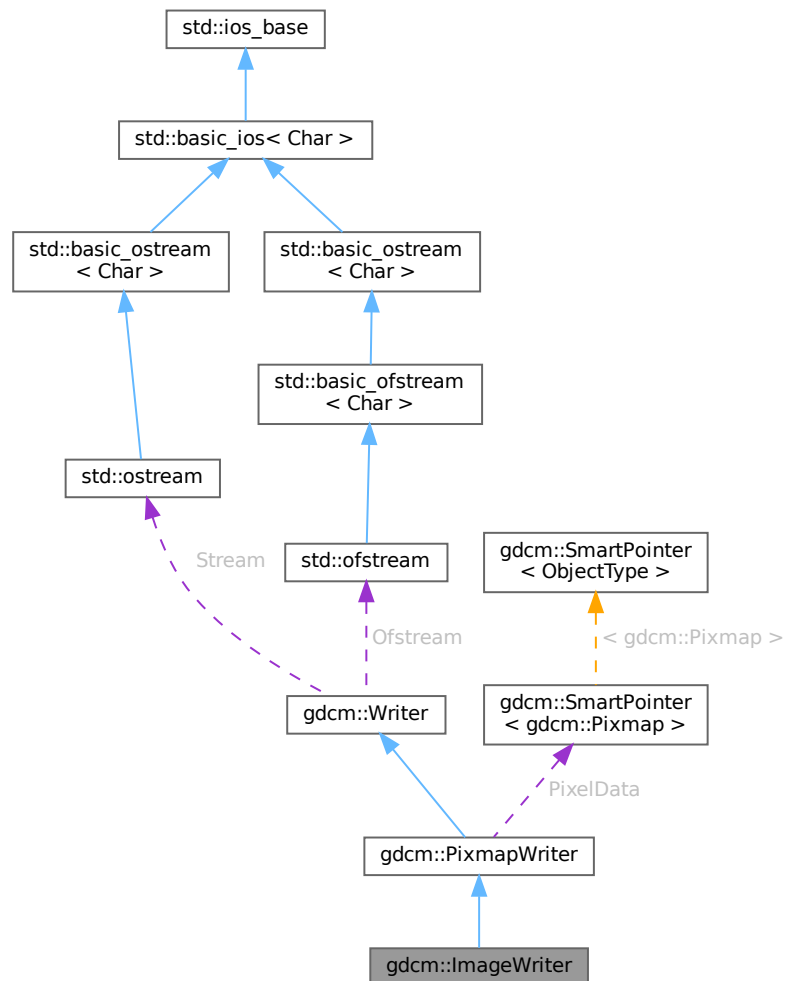 std::ios_base
std::basic_ios< Char >
std::basic_ostream
< Char >
std::basic_ostream
< Char >
std::basic_ofstream
< Char >
std::ostream
std::ofstream
gdcm::SmartPointer
< ObjectType >
Stream
Ofstream
< gdcm::Pixmap >
gdcm::Writer
gdcm::SmartPointer
< gdcm::Pixmap >
PixelData
gdcm::PixmapWriter
gdcm::ImageWriter